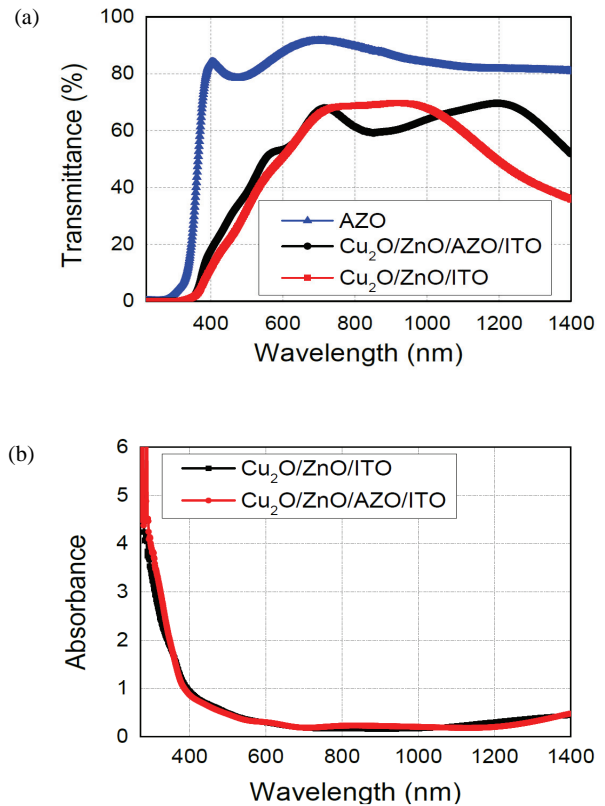 (a)
Transmittance (%)
100
80
60
40
20
0
AZO
Cu₂O/ZnO/AZO/ITO
Cu₂O/ZnO/ITO
400 600 800 1000 1200 1400
Wavelength (nm)
(b)
Absorbance
6
5
4
3
2
1
0
Cu₂O/ZnO/ITO
Cu₂O/ZnO/AZO/ITO
400 600 800 1000 1200 1400
Wavelength (nm)